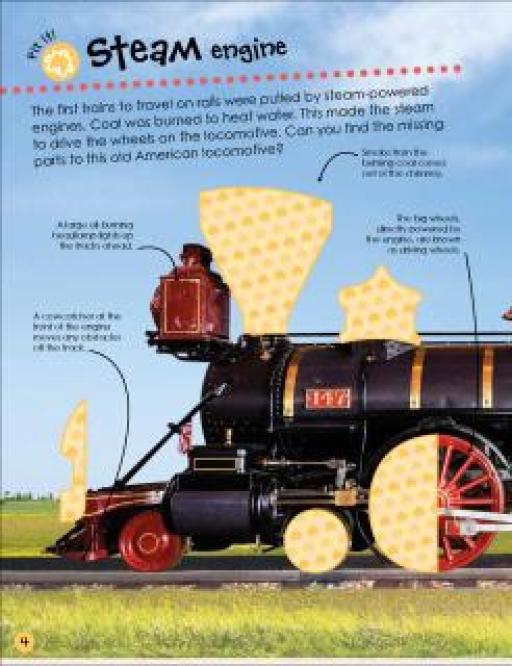 Fit it!
Steam engine
The first trains to travel on rails were pulled by steam-powered
engines. Coal was burned to heat water. This made the steam
to drive the wheels on the locomotive. Can you find the missing
parts to this old American locomotive?
Smoke from the
burning coal comes
out of the chimney.
A large oil-burning
headlamp lights up
the tracks ahead.
The big wheels,
directly powered by
the engine, are known
as driving wheels.
A cowcatcher at the
front of the engine
moves any obstacles
off the track.
147
4